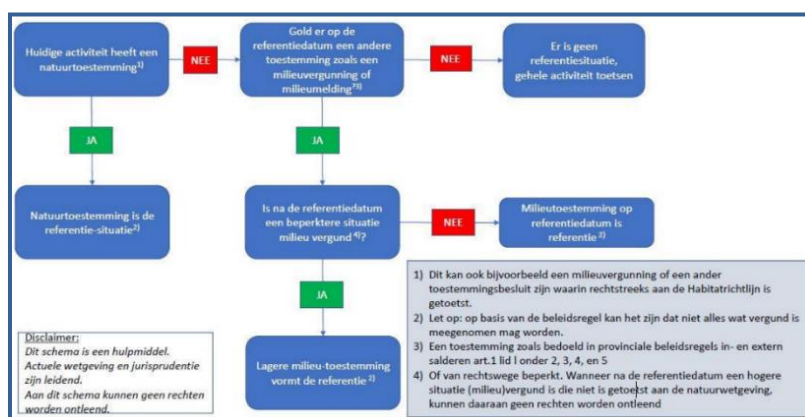 Huidige activiteit heeft een
natuurtoestemming1)
NEE
Gold er op de
referentiedatum een andere
toestemming zoals een
milieuvergunning of
milieumelding?3)
NEE
Er is geen
referentiesituatie,
gehele activiteit toetsen
JA
JA
Natuurtoestemming is de
referentie-situatie2)
Is na de referentiedatum
een beperktere situatie
milieu vergund 4)?
NEE
Milieutoestemming op
referentiedatum is
referentie 2)
JA
Lagere milieu-toestemming
vormt de referentie 2)
Disclaimer:
Dit schema is een hulpmiddel.
Actuele wetgeving en jurisprudentie
zijn leidend.
Aan dit schema kunnen geen rechten
worden ontleend.
1) Dit kan ook bijvoorbeeld een milieuvergunning of een ander
toestemmingsbesluit zijn waarin rechtstreeks aan de Habitatrichtlijn is
getoetst.
2) Let op: op basis van de beleidsregel kan het zijn dat niet alles wat vergund is
meegenomen mag worden.
3) Een toestemming zoals bedoeld in provinciale beleidsregels in- en extern
salderen art.1 lid l onder 2, 3, 4, en 5
4) Of van rechtswege beperkt. Wanneer na de referentiedatum een hogere
situatie (milieu)vergund is die niet is getoetst aan de natuurwetgeving,
kunnen daaraan geen rechten worden ontleend